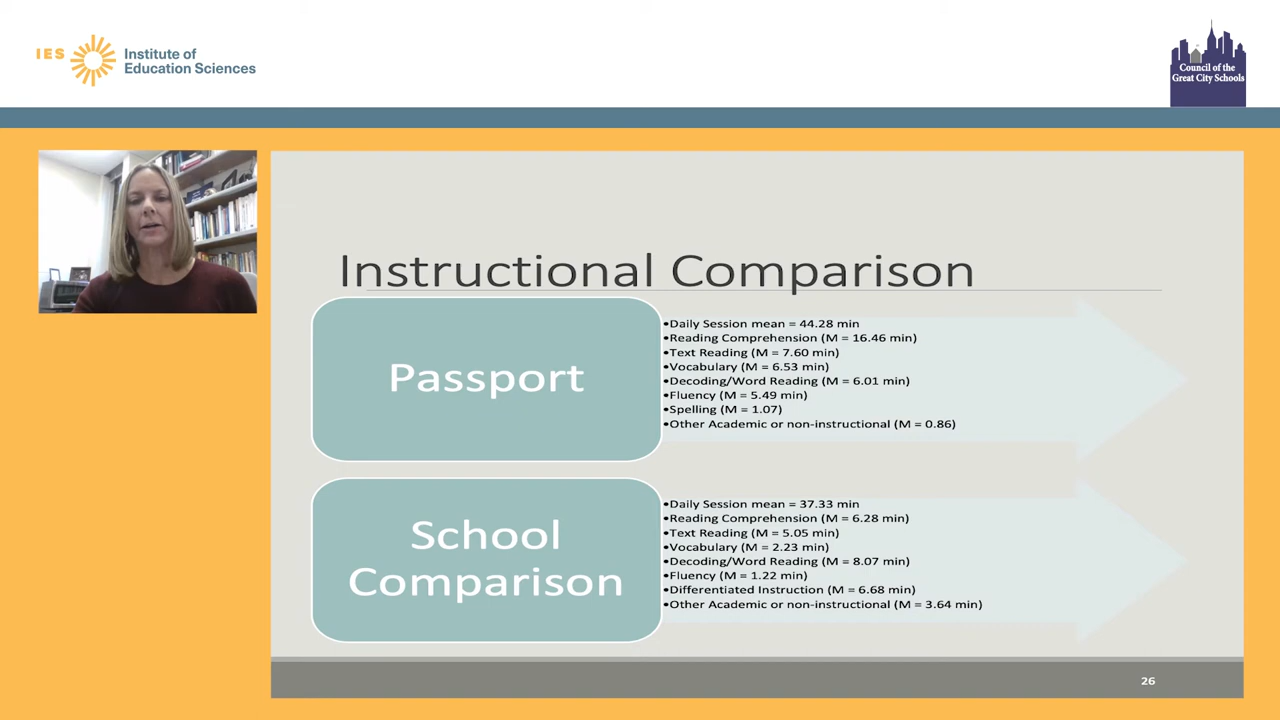 IES
Institute of
Education Sciences
Council of the
Great City Schools
Instructional Comparison
Passport
•Daily Session mean = 44.28 min
•Reading Comprehension (M = 16.46 min)
•Text Reading (M = 7.60 min)
•Vocabulary (M = 6.53 min)
•Decoding/Word Reading (M = 6.01 min)
•Fluency (M = 5.49 min)
•Spelling (M = 1.07)
•Other Academic or non-instructional (M = 0.86)
School
Comparison
•Daily Session mean = 37.33 min
•Reading Comprehension (M = 6.28 min)
•Text Reading (M = 5.05 min)
•Vocabulary (M = 2.23 min)
•Decoding/Word Reading (M = 8.07 min)
•Fluency (M = 1.22 min)
•Differentiated Instruction (M = 6.68 min)
•Other Academic or non-instructional (M = 3.64 min)
26